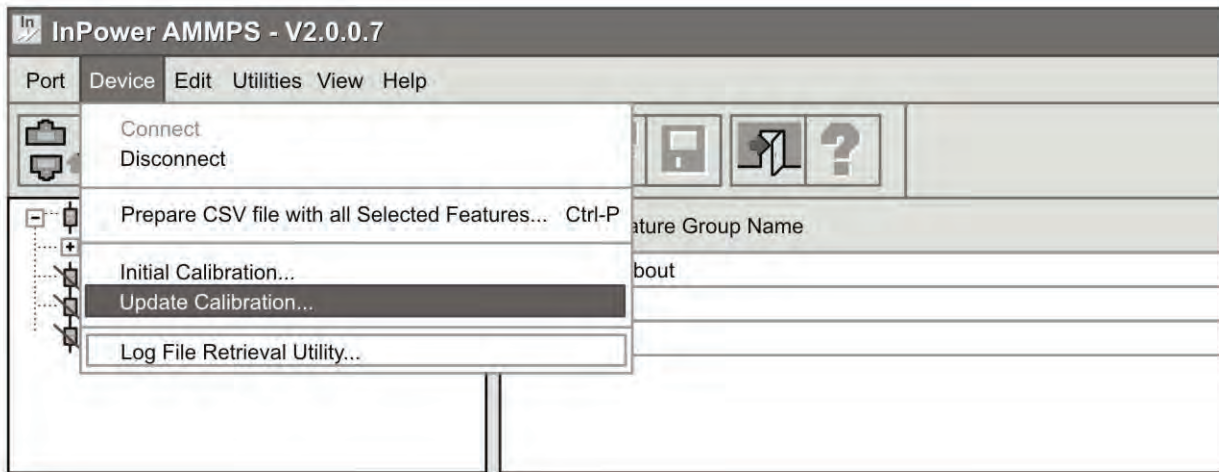 In
InPower AMMPS - V2.0.0.7
Port Device Edit Utilities View Help
Connect
Disconnect
Prepare CSV file with all Selected Features... Ctrl-P
ature Group Name
Initial Calibration...
bout
Update Calibration...
Log File Retrieval Utility...